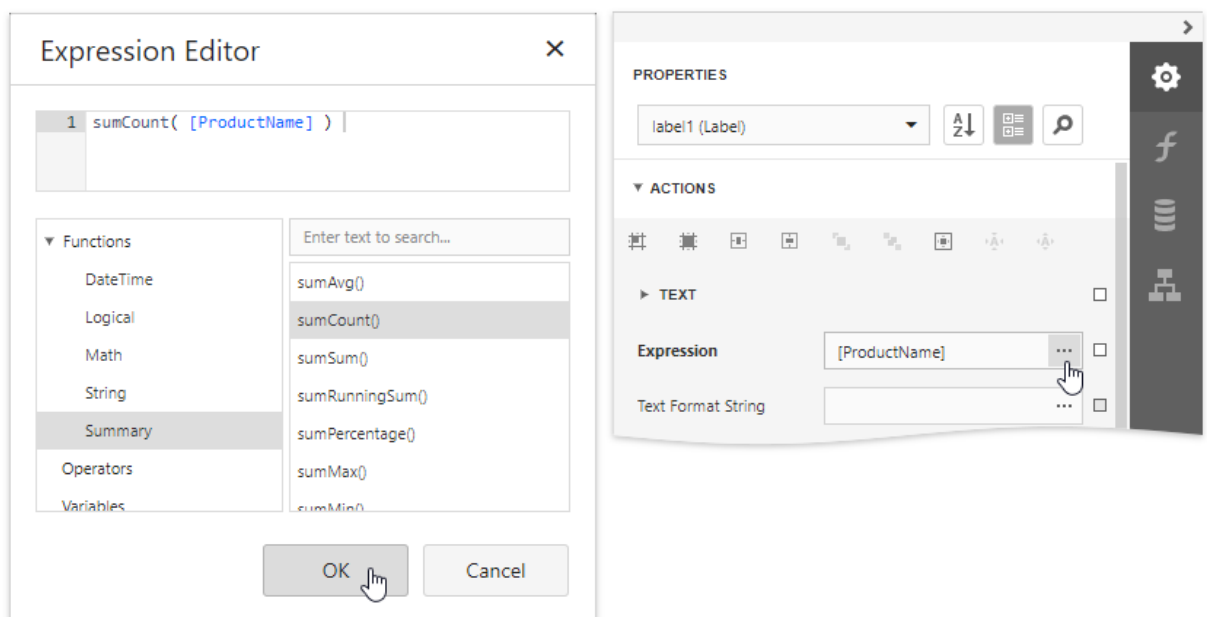 Expression Editor
1 sumCount( [ProductName] )
Functions
DateTime
Logical
Math
String
Summary
Operators
Variables
Enter text to search...
sumAvg()
sumCount()
sumSum()
sumRunningSum()
sumPercentage()
sumMax()
sumMin()
OK
Cancel
PROPERTIES
label1 (Label)
ACTIONS
TEXT
Expression
[ProductName]
Text Format String